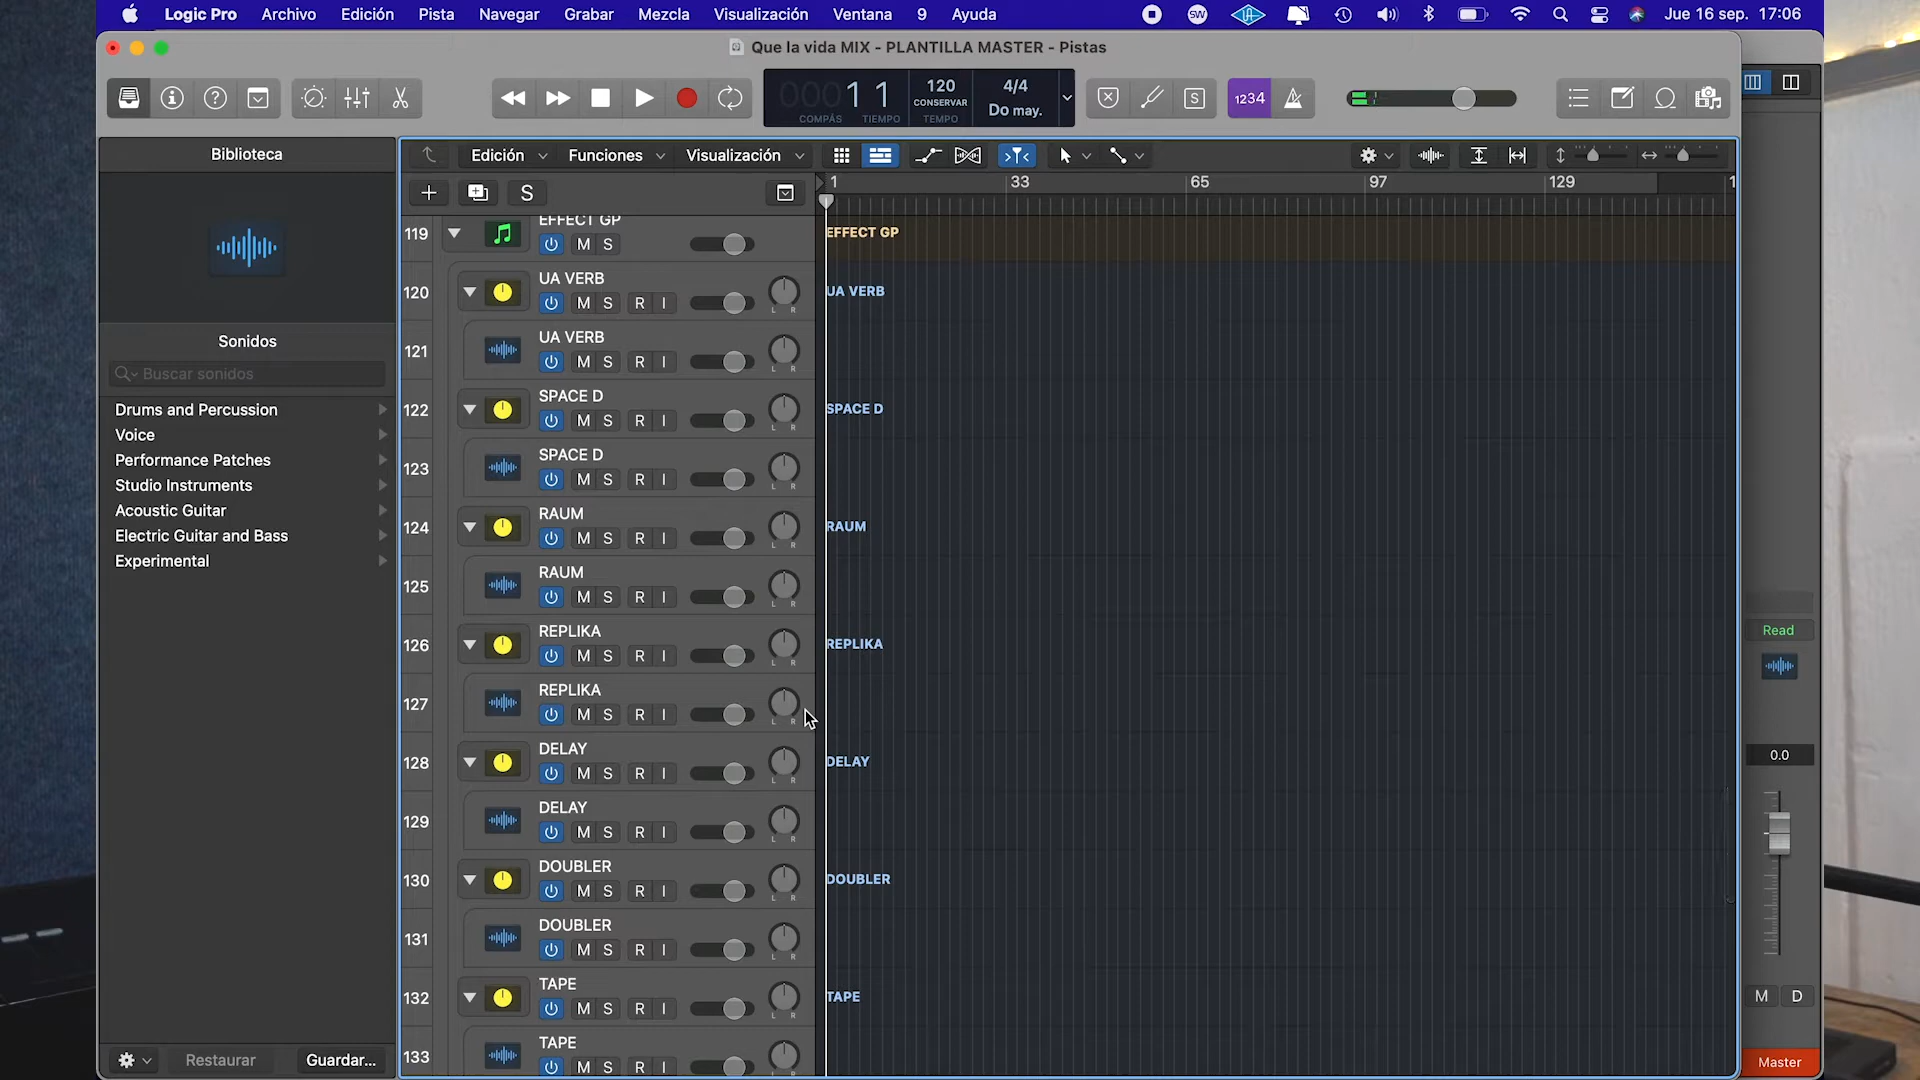 Logic Pro Archivo Edición Pista Navegar Grabar Mezcla Visualización Ventana 9 Ayuda SW Jue 16 sep. 17:06
Que la vida MIX - PLANTILLA MASTER - Pistas
00011 120 4/4 1234
CONSERVAR Do may.
COMPÁS TIEMPO TEMPO
Biblioteca
Edición Funciones Visualización
S
1 33 65 97 129 1
Sonidos
Buscar sonidos
Drums and Percussion
Voice
Performance Patches
Studio Instruments
Acoustic Guitar
Electric Guitar and Bass
Experimental
Restaurar Guardar...
119 EFFECT GP
M S
EFFECT GP
120 UA VERB
M S R I L R
UA VERB
121 UA VERB
M S R I L R
122 SPACE D
M S R I L R
SPACE D
123 SPACE D
M S R I L R
124 RAUM
M S R I L R
RAUM
125 RAUM
M S R I L R
126 REPLIKA
M S R I L R
REPLIKA
127 REPLIKA
M S R I L R
128 DELAY
M S R I L R
DELAY
129 DELAY
M S R I L R
130 DOUBLER
M S R I L R
DOUBLER
131 DOUBLER
M S R I L R
132 TAPE
M S R I L R
TAPE
133 TAPE
M S R I
Read
0.0
M D
Master